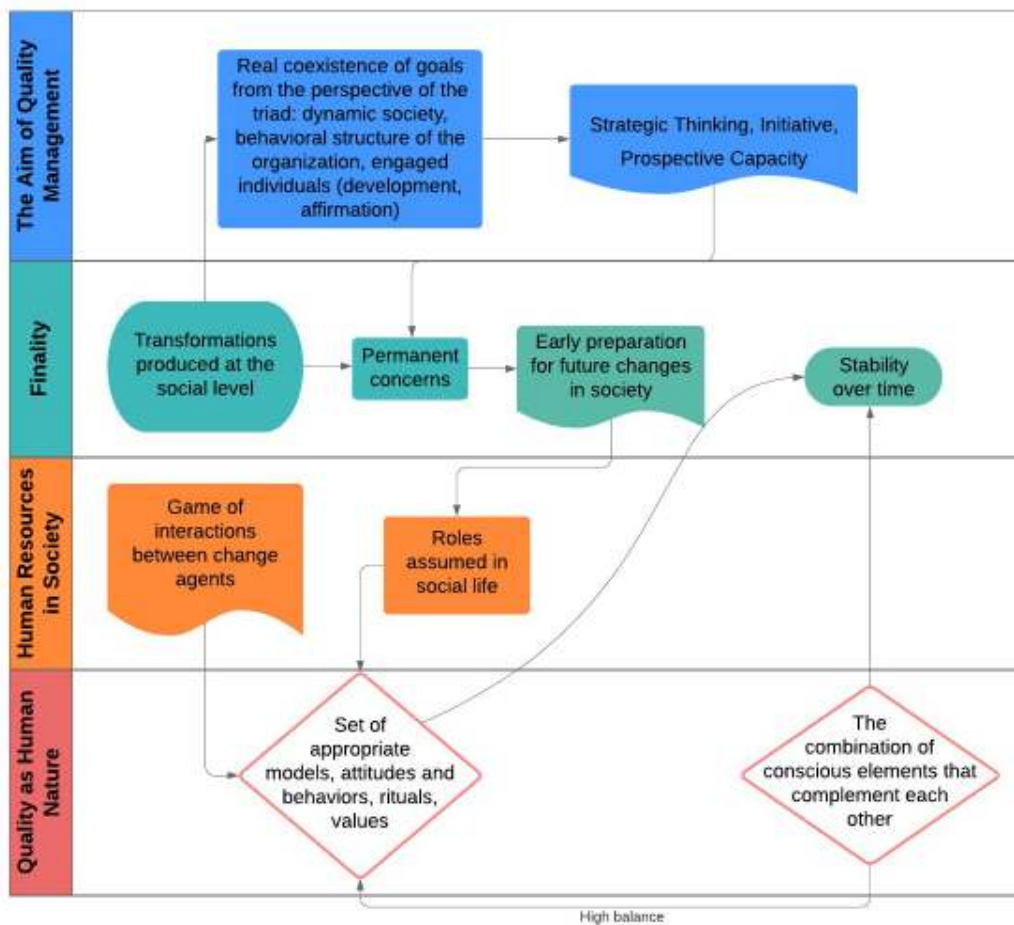 The Aim of Quality
Management
Real coexistence of goals
from the perspective of the
triad: dynamic society,
behavioral structure of the
organization, engaged
individuals (development,
affirmation)
Strategic Thinking, Initiative,
Prospective Capacity
Finality
Transformations
produced at the
social level
Permanent
concerns
Early preparation
for future changes
in society
Stability
over time
Human Resources
in Society
Game of
interactions
between change
agents
Roles
assumed in
social life
Quality as Human
Nature
Set of
appropriate
models, attitudes and
behaviors, rituals,
values
The
combination of
conscious elements that
complement each
other
High balance